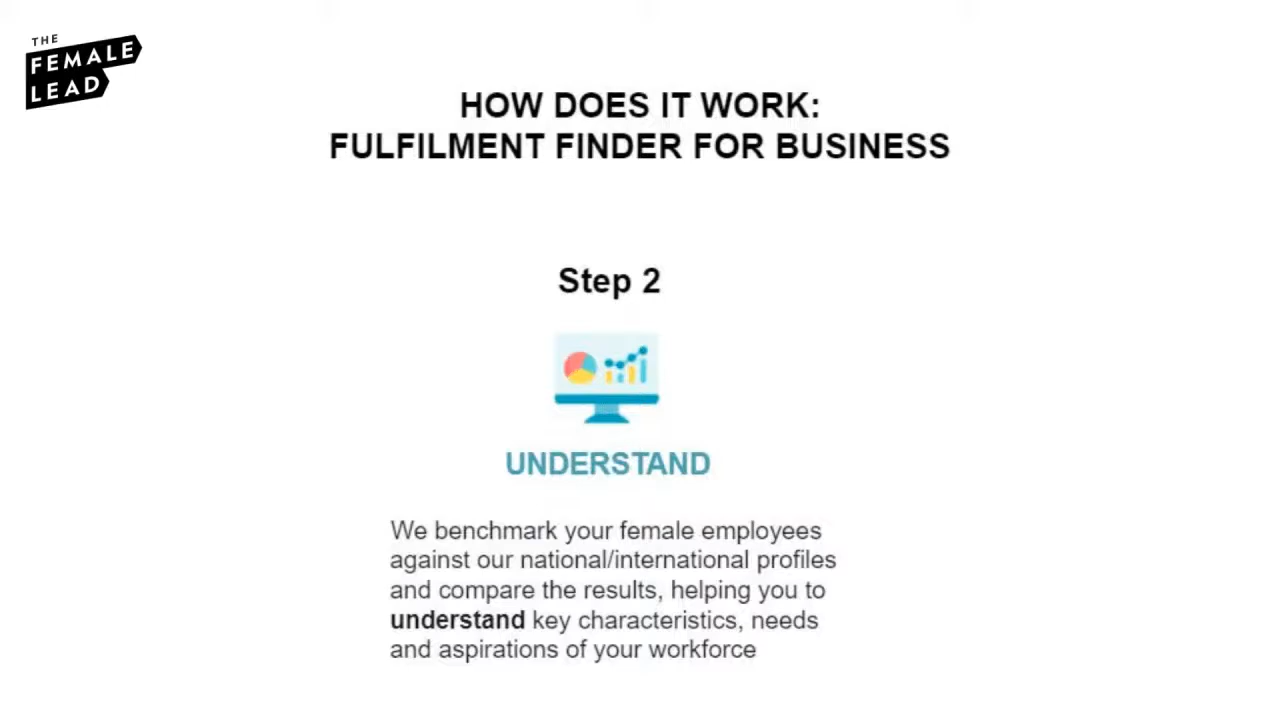 THE
FEMALE
LEAD
HOW DOES IT WORK:
FULFILMENT FINDER FOR BUSINESS
Step 2
UNDERSTAND
We benchmark your female employees
against our national/international profiles
and compare the results, helping you to
understand key characteristics, needs
and aspirations of your workforce